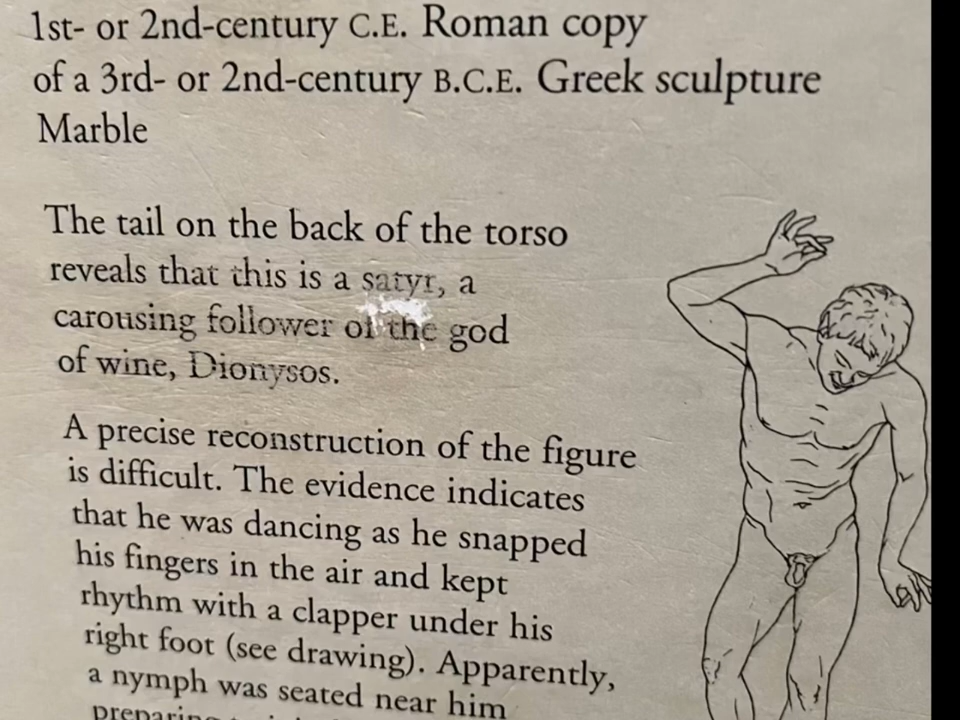 1st- or 2nd-century C.E. Roman copy
of a 3rd- or 2nd-century B.C.E. Greek sculpture
Marble
The tail on the back of the torso
reveals that this is a satyr, a
carousing follower of the god
of wine, Dionysos.
A precise reconstruction of the figure
is difficult. The evidence indicates
that he was dancing as he snapped
his fingers in the air and kept
rhythm with a clapper under his
right foot (see drawing). Apparently,
a nymph was seated near him
preparing